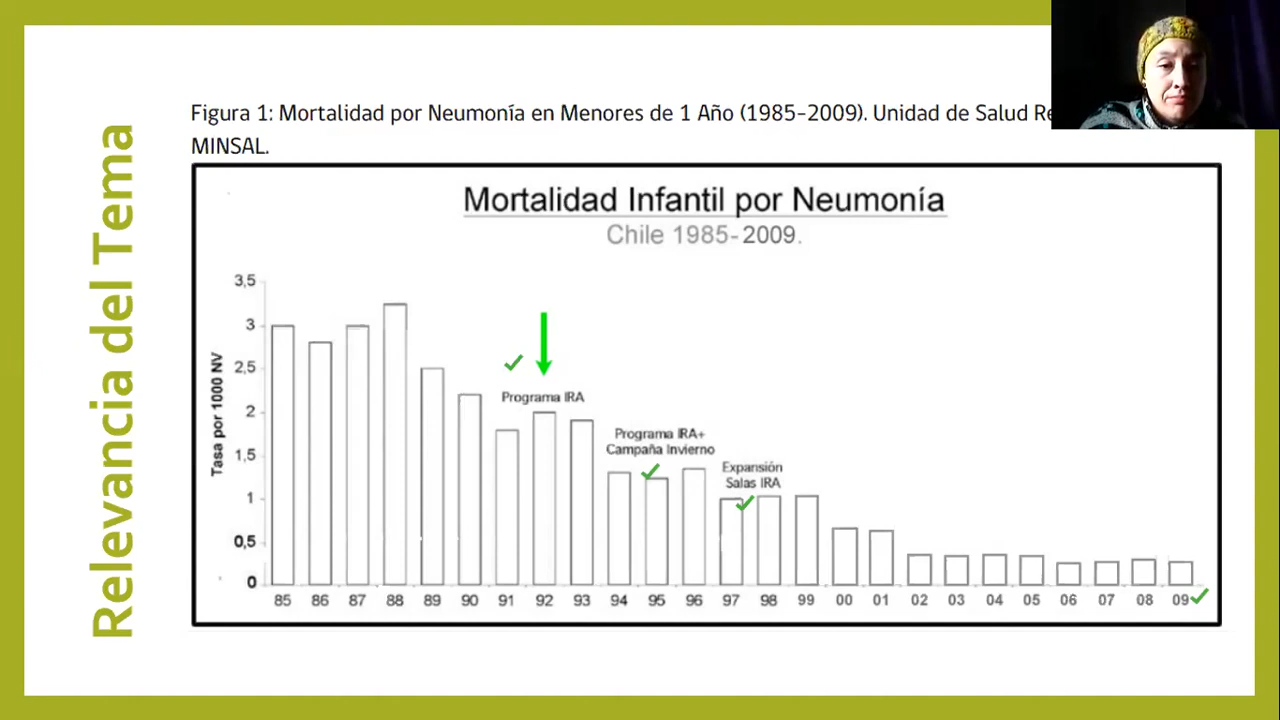 Relevancia del Tema
Figura 1: Mortalidad por Neumonía en Menores de 1 Año (1985-2009). Unidad de Salud
MINSAL.
Mortalidad Infantil por Neumonía
Chile 1985-2009.
Tasa por 1000 NV
3,5
3
2,5
2
1,5
1
0,5
0
Programa IRA
Programa IRA+
Campaña Invierno
Expansión
Salas IRA
85 86 87 88 89 90 91 92 93 94 95 96 97 98 99 00 01 02 03 04 05 06 07 08 09